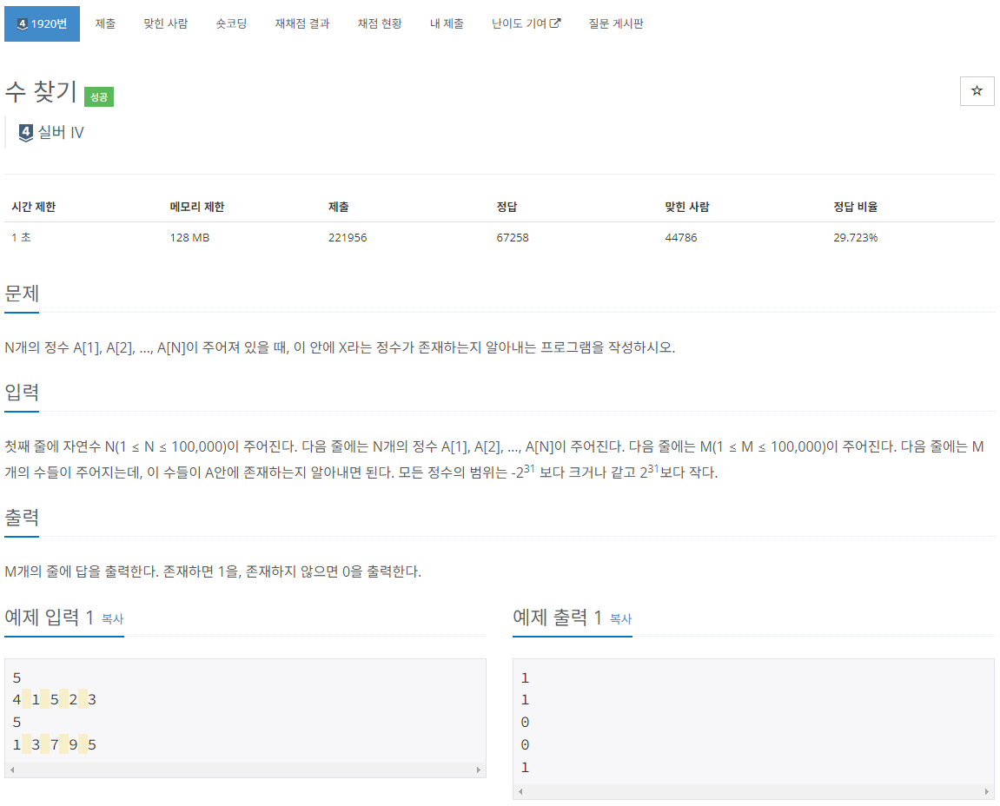 4 1920번 제출 맞힌 사람 숏코딩 재채점 결과 채점 현황 내 제출 난이도 기여 질문 게시판
수 찾기 성공
☆
4 실버 IV
시간 제한 메모리 제한 제출 정답 맞힌 사람 정답 비율
1 초 128 MB 221956 67258 44786 29.723%
문제
N개의 정수 A[1], A[2], …, A[N]이 주어져 있을 때, 이 안에 X라는 정수가 존재하는지 알아내는 프로그램을 작성하시오.
입력
첫째 줄에 자연수 N(1 ≤ N ≤ 100,000)이 주어진다. 다음 줄에는 N개의 정수 A[1], A[2], …, A[N]이 주어진다. 다음 줄에는 M(1 ≤ M ≤ 100,000)이 주어진다. 다음 줄에는 M
개의 수들이 주어지는데, 이 수들이 A안에 존재하는지 알아내면 된다. 모든 정수의 범위는 -2³¹ 보다 크거나 같고 2³¹보다 작다.
출력
M개의 줄에 답을 출력한다. 존재하면 1을, 존재하지 않으면 0을 출력한다.
예제 입력 1 복사
5
4 1 5 2 3
5
1 3 7 9 5
예제 출력 1 복사
1
1
0
0
1